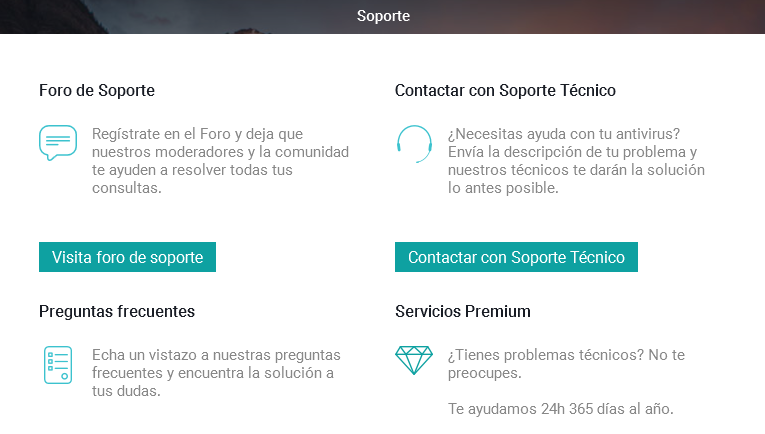 Soporte
Foro de Soporte
Regístrate en el Foro y deja que
nuestros moderadores y la comunidad
te ayuden a resolver todas tus
consultas.
Visita foro de soporte
Contactar con Soporte Técnico
¿Necesitas ayuda con tu antivirus?
Envía la descripción de tu problema y
nuestros técnicos te darán la solución
lo antes posible.
Contactar con Soporte Técnico
Preguntas frecuentes
Echa un vistazo a nuestras preguntas
frecuentes y encuentra la solución a
tus dudas.
Servicios Premium
¿Tienes problemas técnicos? No te
preocupes.
Te ayudamos 24h 365 días al año.